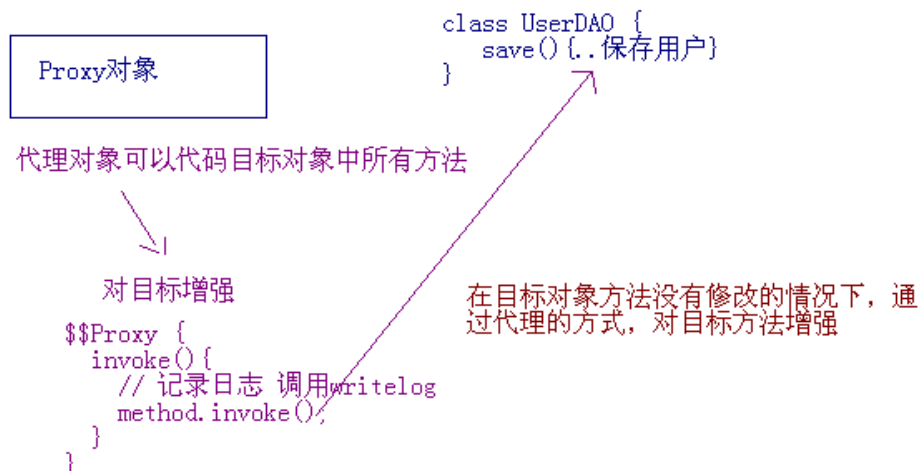 class UserDAO {
save(){..保存用户}
}
Proxy对象
代理对象可以代码目标对象中所有方法
对目标增强
$$Proxy {
invoke(){
// 记录日志 调用writelog
method.invoke();
}
}
在目标对象方法没有修改的情况下，通
过代理的方式，对目标方法增强